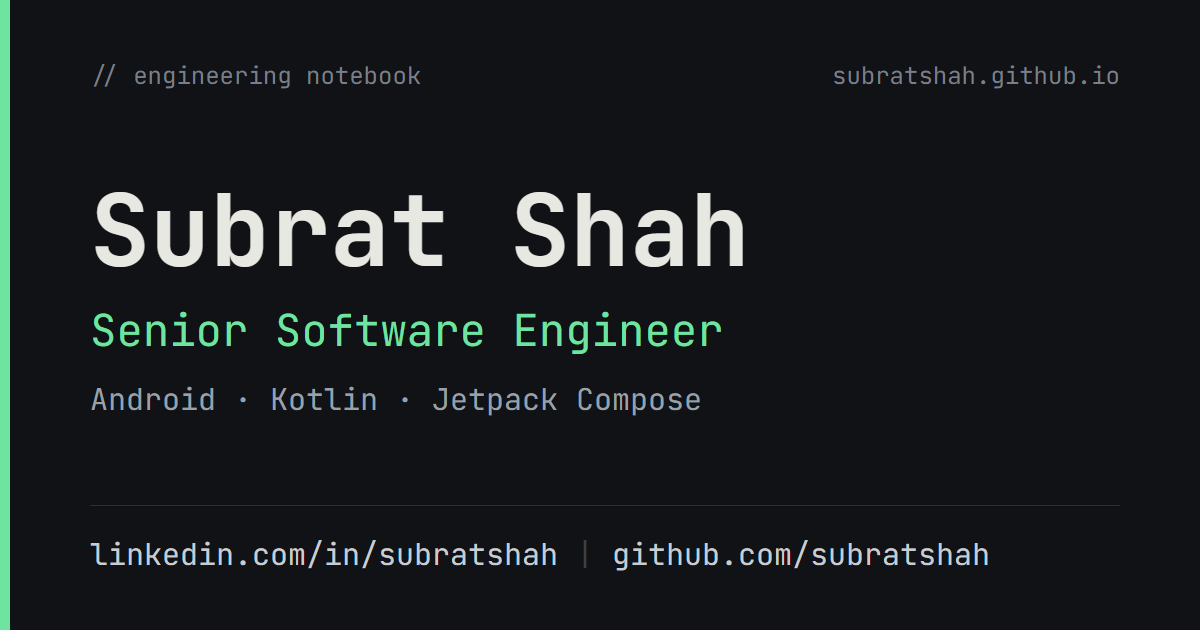 // engineering notebook
subratshah.github.io
Subrat Shah
Senior Software Engineer
Android · Kotlin · Jetpack Compose
linkedin.com/in/subratshah | github.com/subratshah